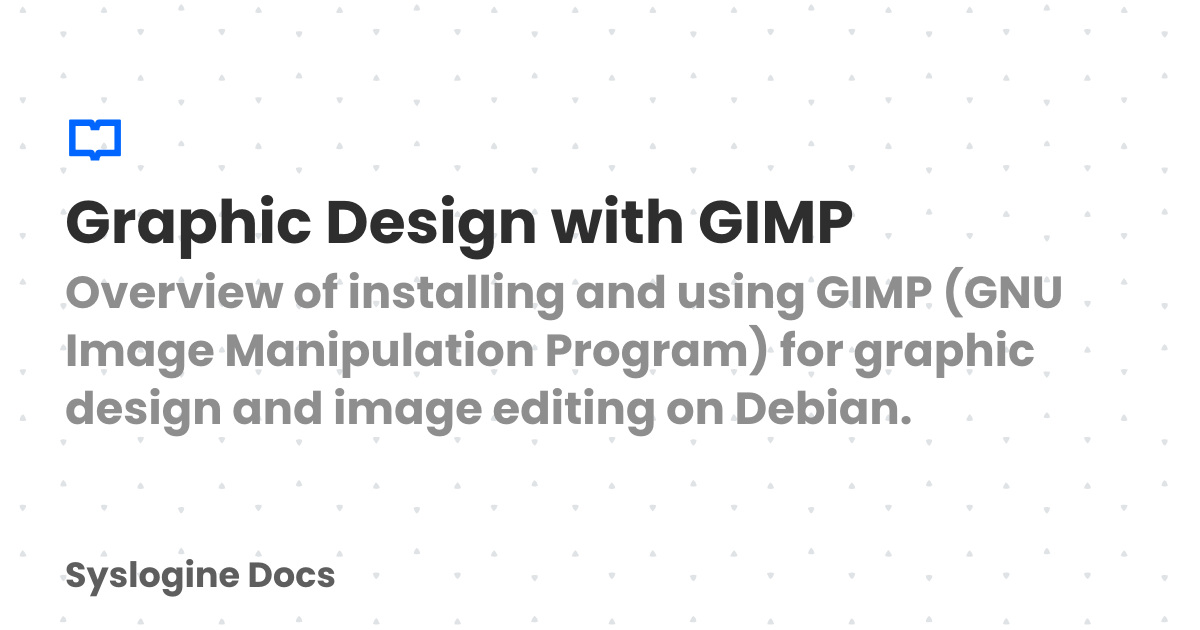 Graphic Design with GIMP
Overview of installing and using GIMP (GNU
Image Manipulation Program) for graphic
design and image editing on Debian.
Syslogine Docs